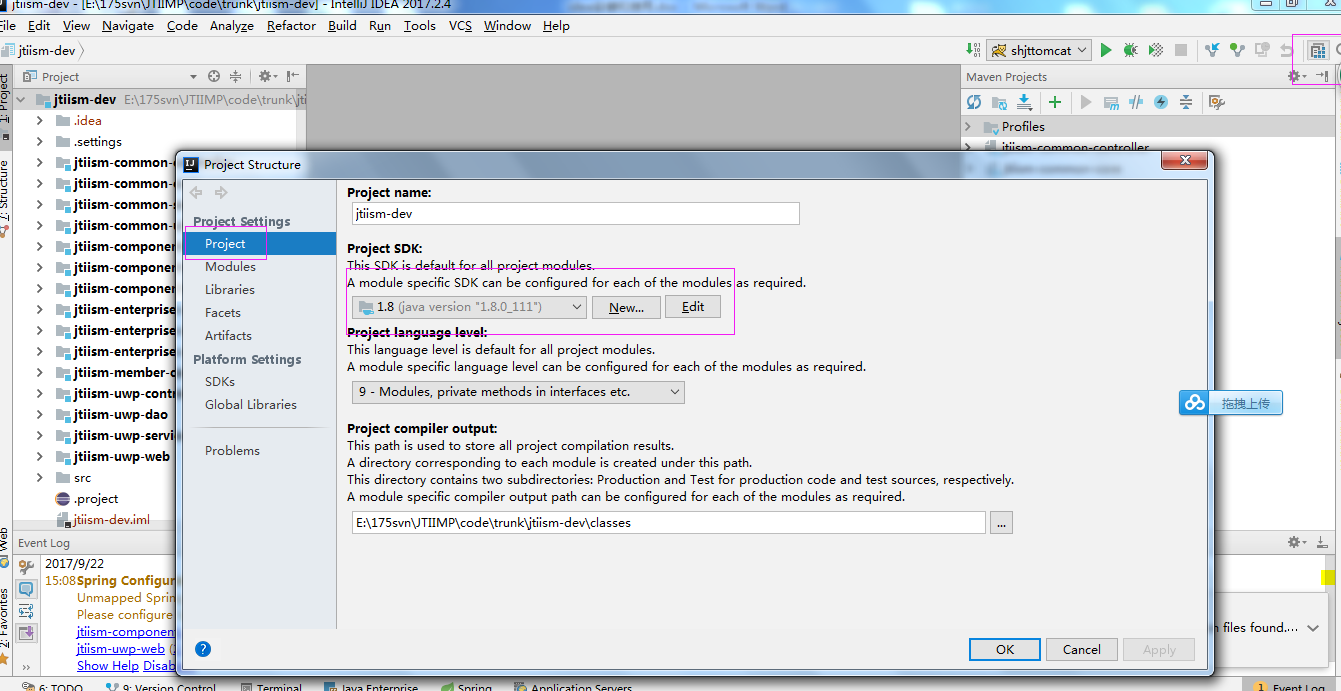 jtiism-dev - [E:\175svn\JTIIMP\code\trunk\jtiism-dev] - IntelliJ IDEA 2017.2.4
File Edit View Navigate Code Analyze Refactor Build Run Tools VCS Window Help
jtiism-dev
shjttomcat
1: Project
Project
Maven Projects
jtiism-dev E:\175svn\JTIIMP\code\trunk\jti
.idea
.settings
jtiism-common-
jtiism-common-
jtiism-common-s
jtiism-common-
jtiism-componen
jtiism-componen
jtiism-componen
jtiism-enterprise
jtiism-enterprise
jtiism-enterprise
jtiism-member-c
jtiism-uwp-cont
jtiism-uwp-dao
jtiism-uwp-servi
jtiism-uwp-web
src
.project
jtiism-dev.iml
Profiles
jtiism-common-controller
7: Structure
Project Structure
Project Settings
Project
Modules
Libraries
Facets
Artifacts
Platform Settings
SDKs
Global Libraries
Problems
Project name:
jtiism-dev
Project SDK:
This SDK is default for all project modules.
A module specific SDK can be configured for each of the modules as required.
1.8 (java version "1.8.0_111")
New...
Edit
Project language level:
This language level is default for all project modules.
A module specific language level can be configured for each of the modules as required.
9 - Modules, private methods in interfaces etc.
Project compiler output:
This path is used to store all project compilation results.
A directory corresponding to each module is created under this path.
This directory contains two subdirectories: Production and Test for production code and test sources, respectively.
A module specific compiler output path can be configured for each of the modules as required.
E:\175svn\JTIIMP\code\trunk\jtiism-dev\classes
...
OK
Cancel
Apply
拖拽上传
Web
2: Favorites
Event Log
2017/9/22
15:08 Spring Configur
Unmapped Sprin
Please configure
jtiism-componen
jtiism-uwp-web (
Show Help Disab
files found....
6: TODO
9: Version Control
Terminal
Java Enterprise
Spring
Application Servers
1 Event Log